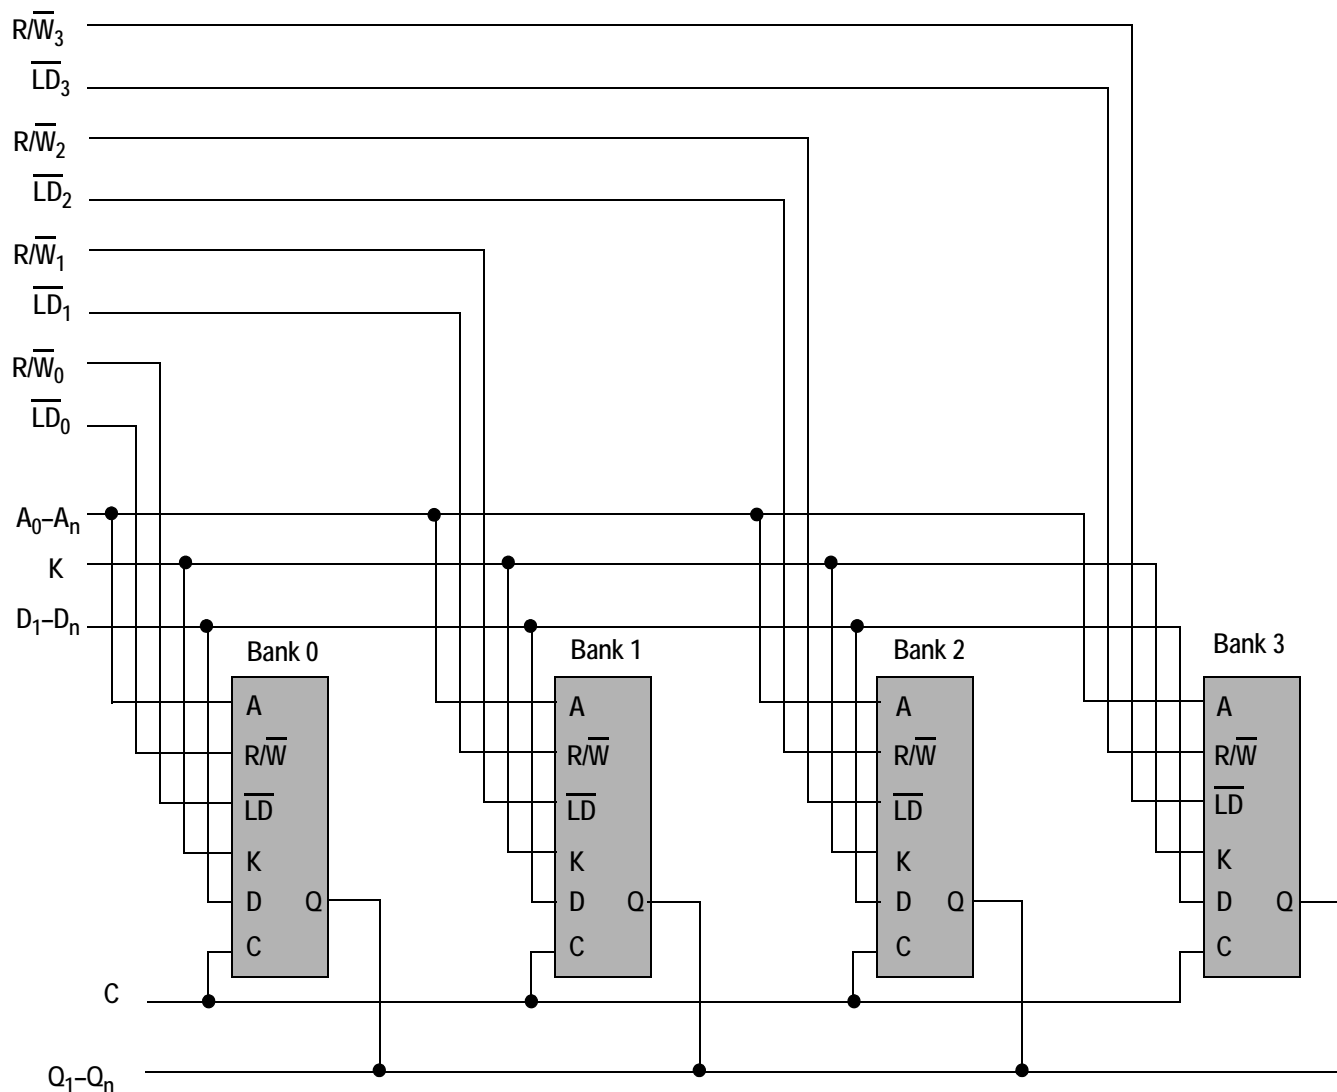 R/W̅₃
L̅D̅₃
R/W̅₂
L̅D̅₂
R/W̅₁
L̅D̅₁
R/W̅₀
L̅D̅₀
A₀–Aₙ
K
D₁–Dₙ
Bank 0
A
R/W̅
L̅D̅
K
D Q
C
Bank 1
A
R/W̅
L̅D̅
K
D Q
C
Bank 2
A
R/W̅
L̅D̅
K
D Q
C
Bank 3
A
R/W̅
L̅D̅
K
D Q
C
C
Q₁–Qₙ